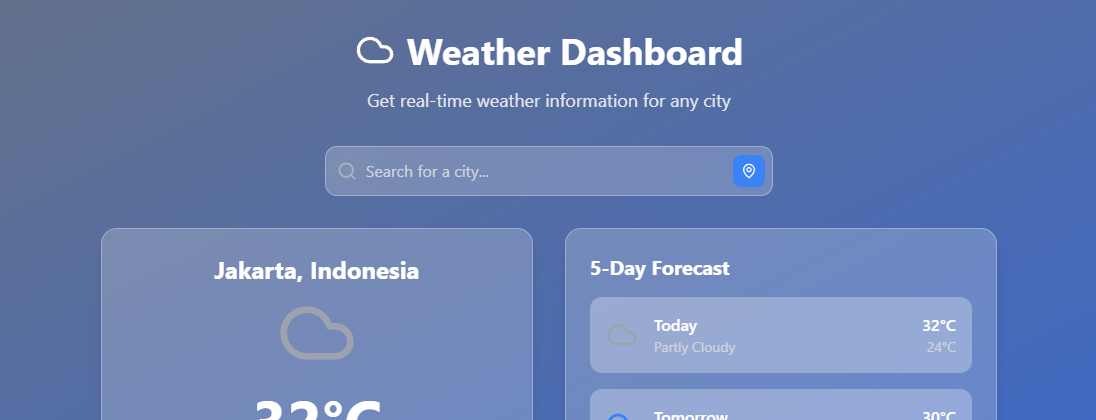 Weather Dashboard
Get real-time weather information for any city
Search for a city...
Jakarta, Indonesia
32°C
5-Day Forecast
Today
32°C
Partly Cloudy
24°C
Tomorrow
30°C